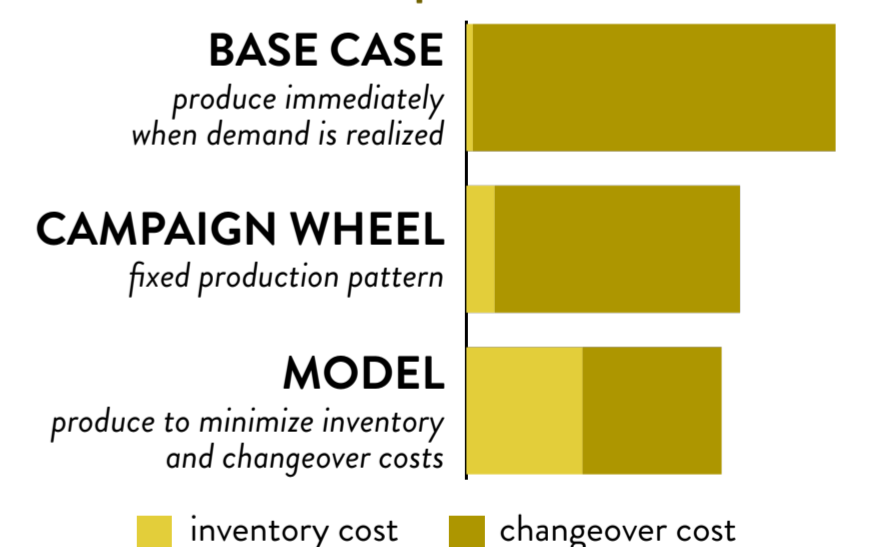 BASE CASE
produce immediately
when demand is realized
CAMPAIGN WHEEL
fixed production pattern
MODEL
produce to minimize inventory
and changeover costs
inventory cost
changeover cost